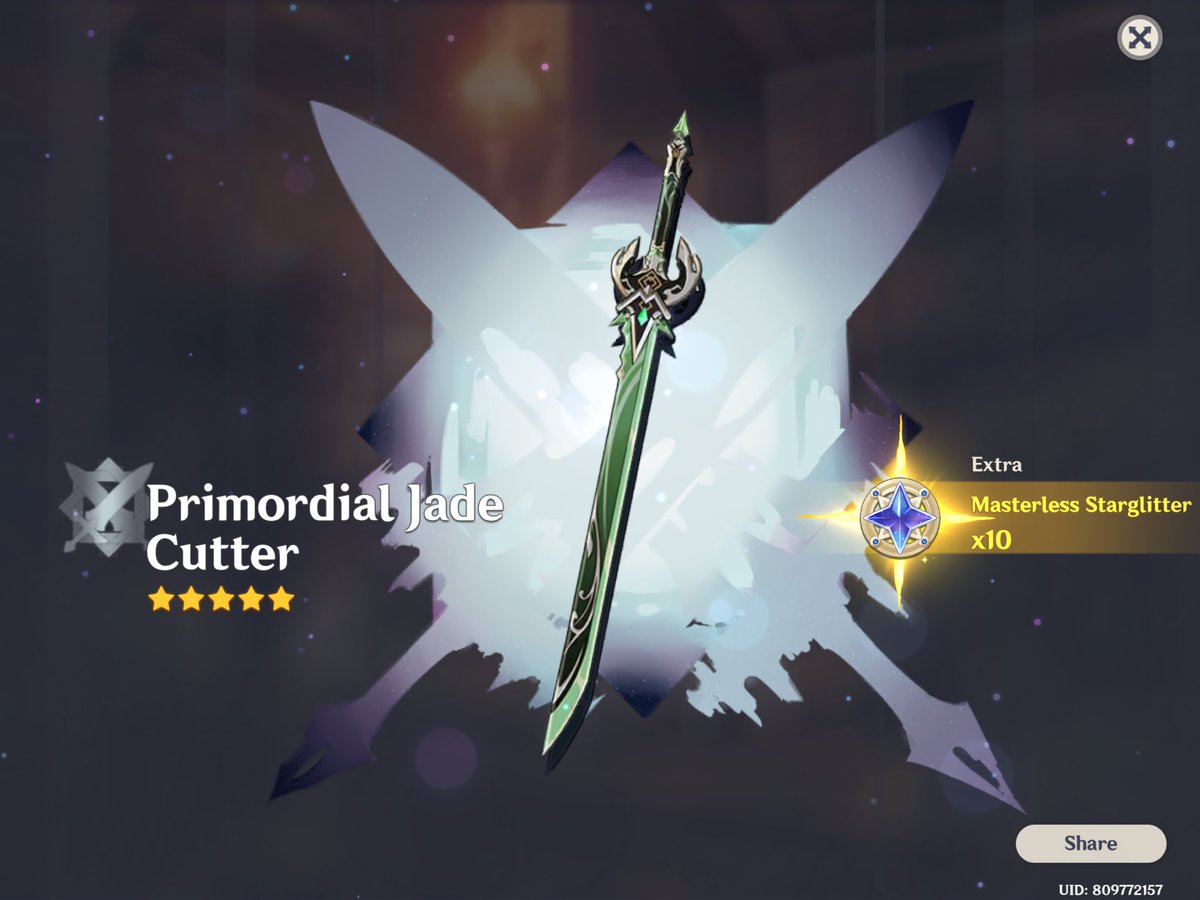 Primordial Jade
Cutter
Extra
Masterless Starglitter
x10
Share
UID: 809772157